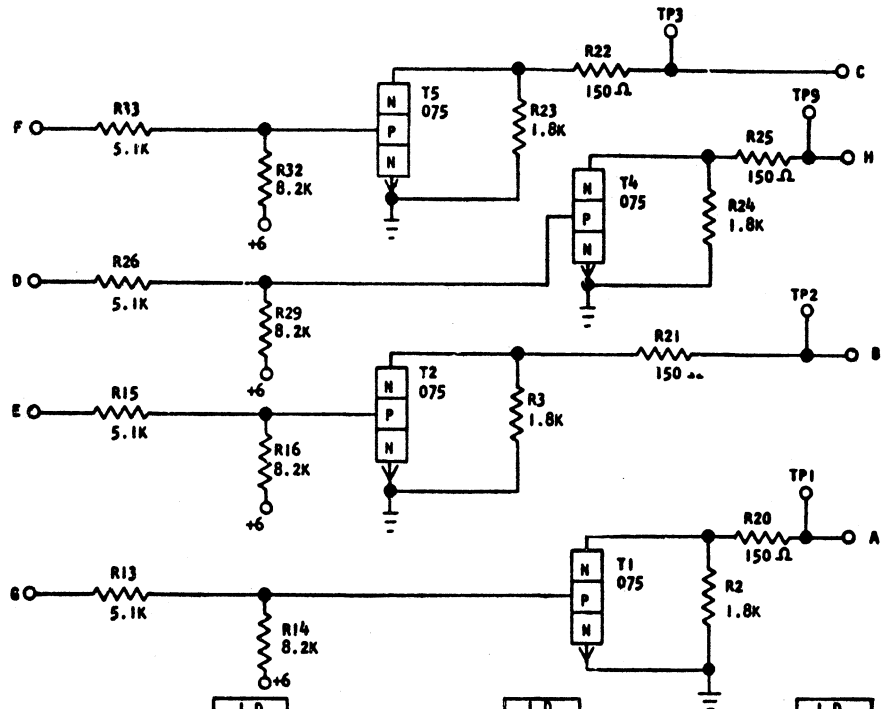 TP3
R22
150Ω
C
T5
075
N
P
N
R23
1.8K
TP9
F
R33
5.1K
R32
8.2K
+6
R25
150Ω
H
T4
075
N
P
N
R24
1.8K
D
R26
5.1K
R29
8.2K
+6
TP2
R21
150
B
T2
075
N
P
N
R3
1.8K
E
R15
5.1K
R16
8.2K
+6
TP1
R20
150Ω
A
T1
075
N
P
N
R2
1.8K
G
R13
5.1K
R14
8.2K
+6